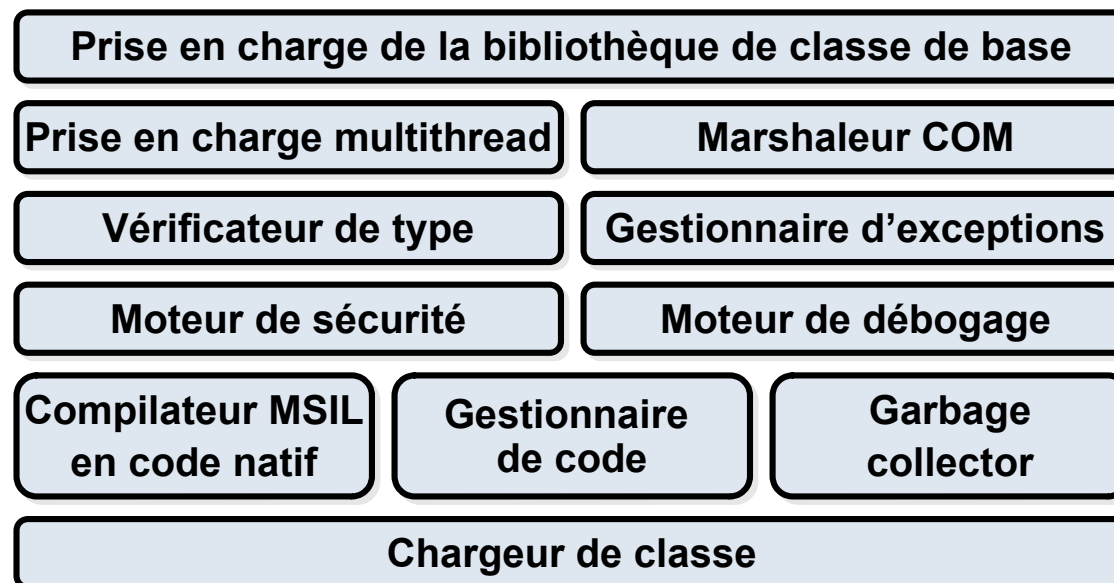 Prise en charge de la bibliothèque de classe de base
Prise en charge multithread
Marshaleur COM
Vérificateur de type
Gestionnaire d’exceptions
Moteur de sécurité
Moteur de débogage
Compilateur MSIL
en code natif
Gestionnaire
de code
Garbage
collector
Chargeur de classe